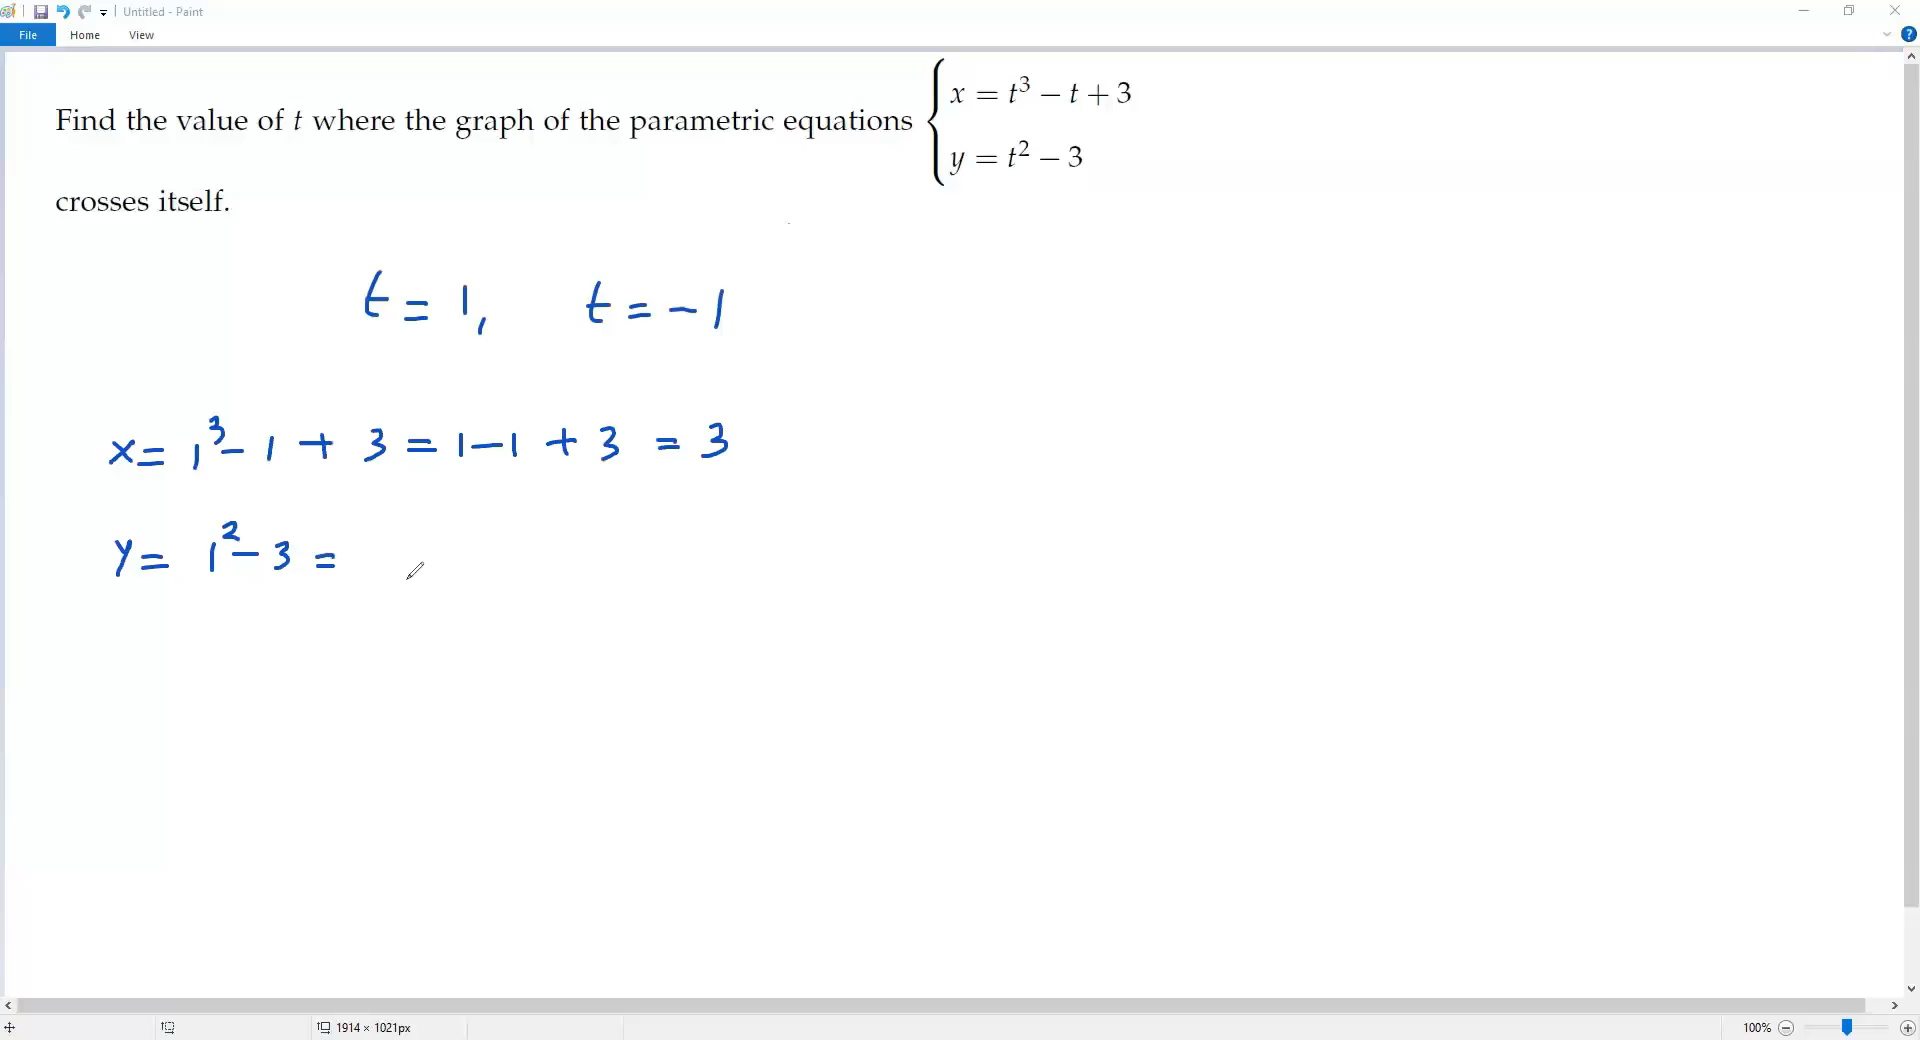 Untitled - Paint
File Home View
Find the value of t where the graph of the parametric equations { x = t³ − t + 3
y = t² − 3
crosses itself.
t = 1, t = -1
x = 1³ - 1 + 3 = 1 - 1 + 3 = 3
y = 1² - 3 =
1914 × 1021px 100%